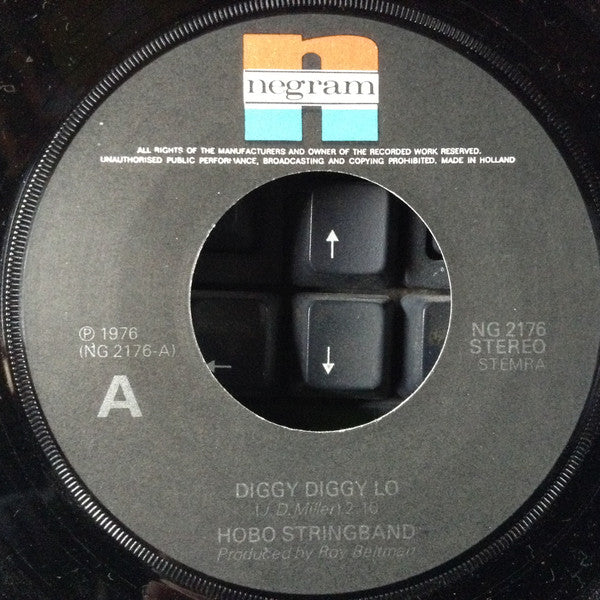 negram
ALL RIGHTS OF THE MANUFACTURERS AND OWNER OF THE RECORDED WORK RESERVED.
UNAUTHORISED PUBLIC PERFORMANCE, BROADCASTING AND COPYING PROHIBITED. MADE IN HOLLAND
℗ 1976
(NG 2176-A)
A
NG 2176
STEREO
STEMRA
DIGGY DIGGY LO
(J.D. Miller) 2-10
HOBO STRINGBAND
Produced by Roy Beltman